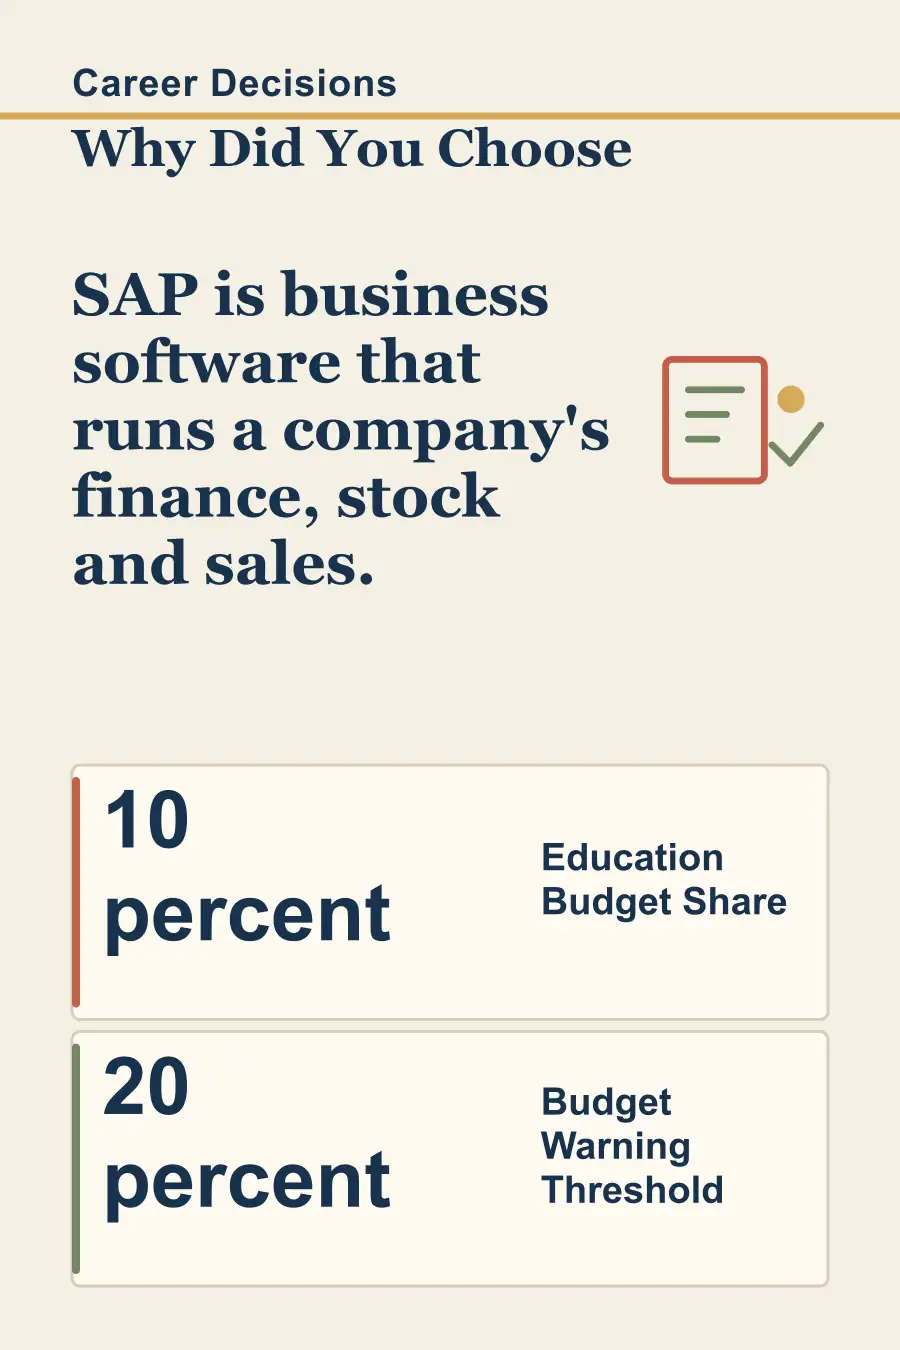 Career Decisions
Why Did You Choose
SAP is business
software that
runs a company's
finance, stock
and sales.
10
percent
Education
Budget Share
20
percent
Budget
Warning
Threshold